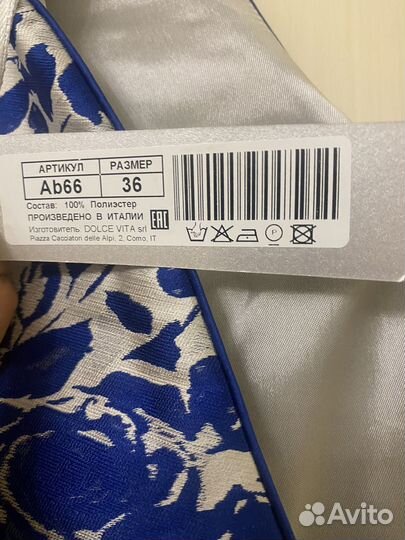 АРТИКУЛ РАЗМЕР
Ab66 36
Состав: 100% Полиэстер
ПРОИЗВЕДЕНО В ИТАЛИИ EAC
Изготовитель: DOLCE VITA srl
Piazza Cacciatori delle Alpi, 2, Como, IT
P
Avito